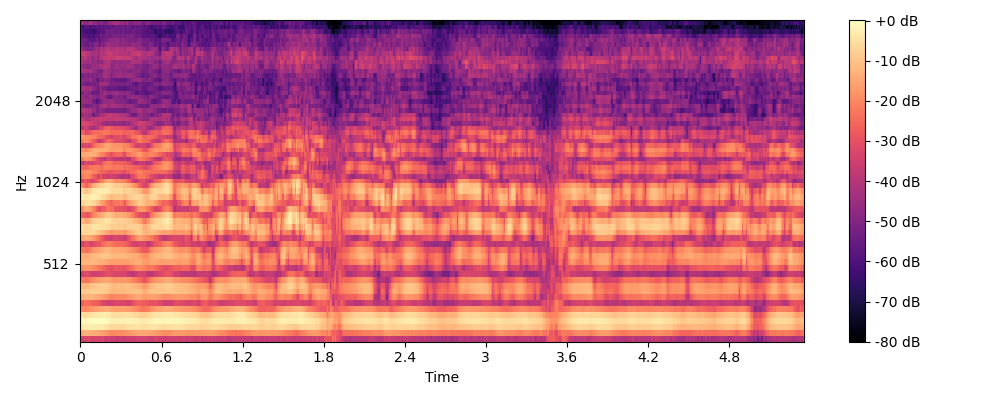 Hz
2048
1024
512
0 0.6 1.2 1.8 2.4 3 3.6 4.2 4.8
Time
+0 dB
-10 dB
-20 dB
-30 dB
-40 dB
-50 dB
-60 dB
-70 dB
-80 dB